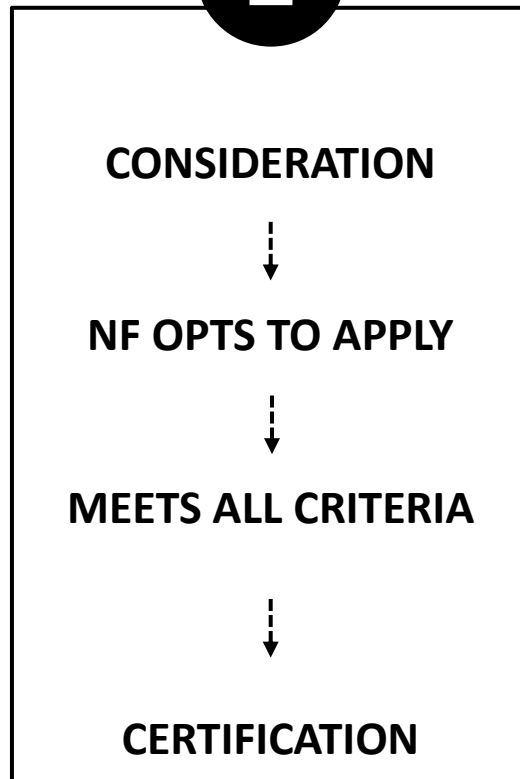 CONSIDERATION
NF OPTS TO APPLY
MEETS ALL CRITERIA
CERTIFICATION